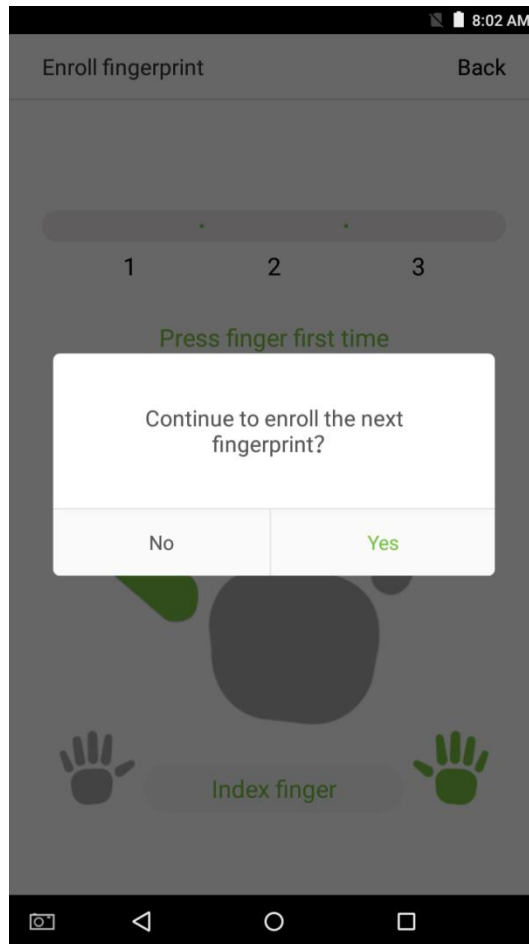 8:02 AM
Enroll fingerprint Back
1 2 3
Press finger first time
Continue to enroll the next
fingerprint?
No Yes
Index finger